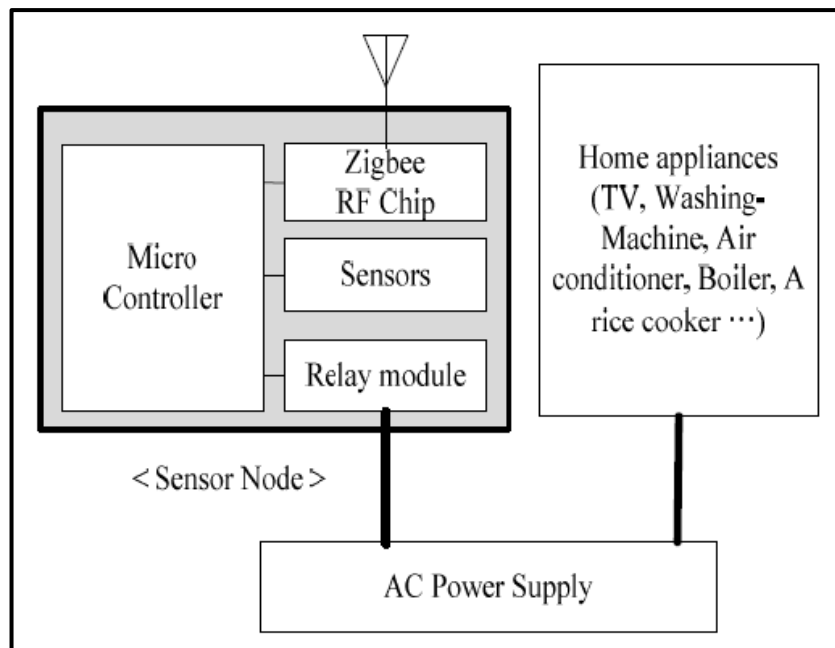 Zigbee
RF Chip
Micro
Controller
Sensors
Relay module
< Sensor Node >
Home appliances
(TV, Washing-
Machine, Air
conditioner, Boiler, A
rice cooker ⋯)
AC Power Supply